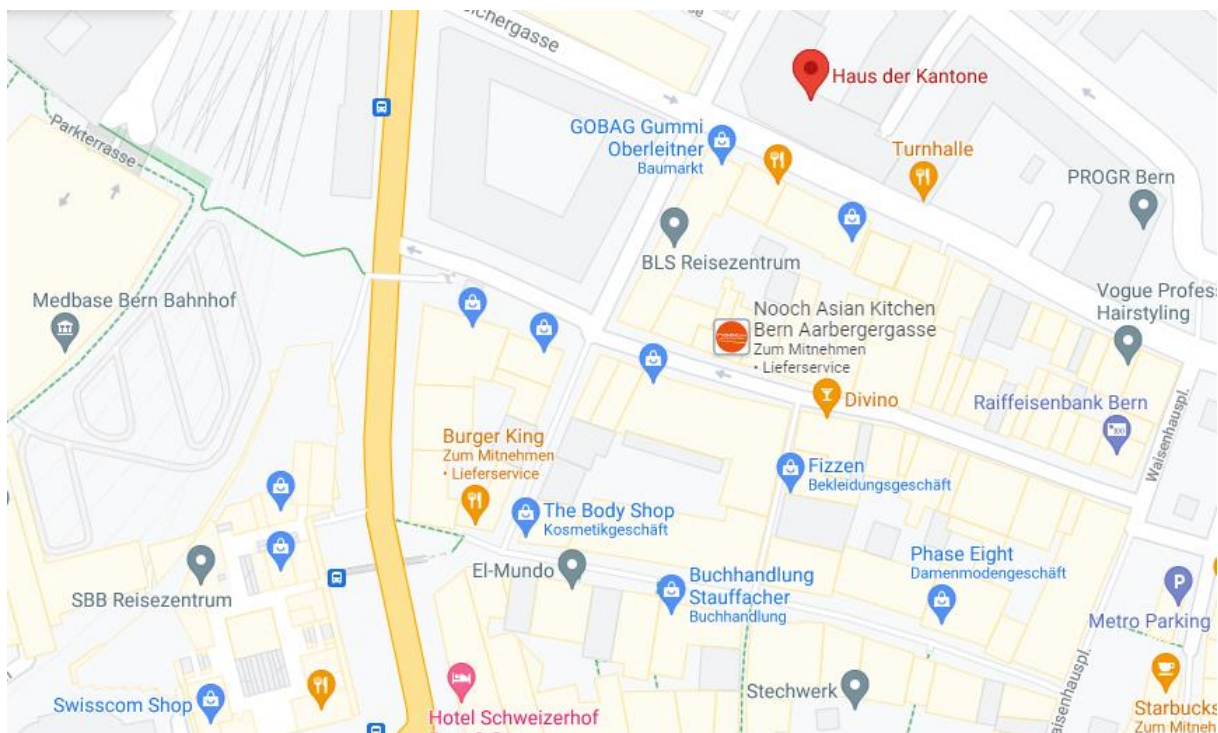 eichergasse
Haus der Kantone
GOBAG Gummi
Oberleitner
Baumarkt
Turnhalle
Parkterrasse
PROGR Bern
BLS Reisezentrum
Medbase Bern Bahnhof
Vogue Profess
Hairstyling
Nooch Asian Kitchen
Bern Aarbergergasse
Zum Mitnehmen
• Lieferservice
Divino
Raiffeisenbank Bern
Waisenhauspl.
Burger King
Zum Mitnehmen
• Lieferservice
Fizzen
Bekleidungsgeschäft
The Body Shop
Kosmetikgeschäft
Phase Eight
Damenmodengeschäft
El-Mundo
Buchhandlung
Stauffacher
Buchhandlung
SBB Reisezentrum
P
Metro Parking
Stechwerk
aisenhauspl.
Swisscom Shop
Hotel Schweizerhof
Starbucks
Zum Mitneh